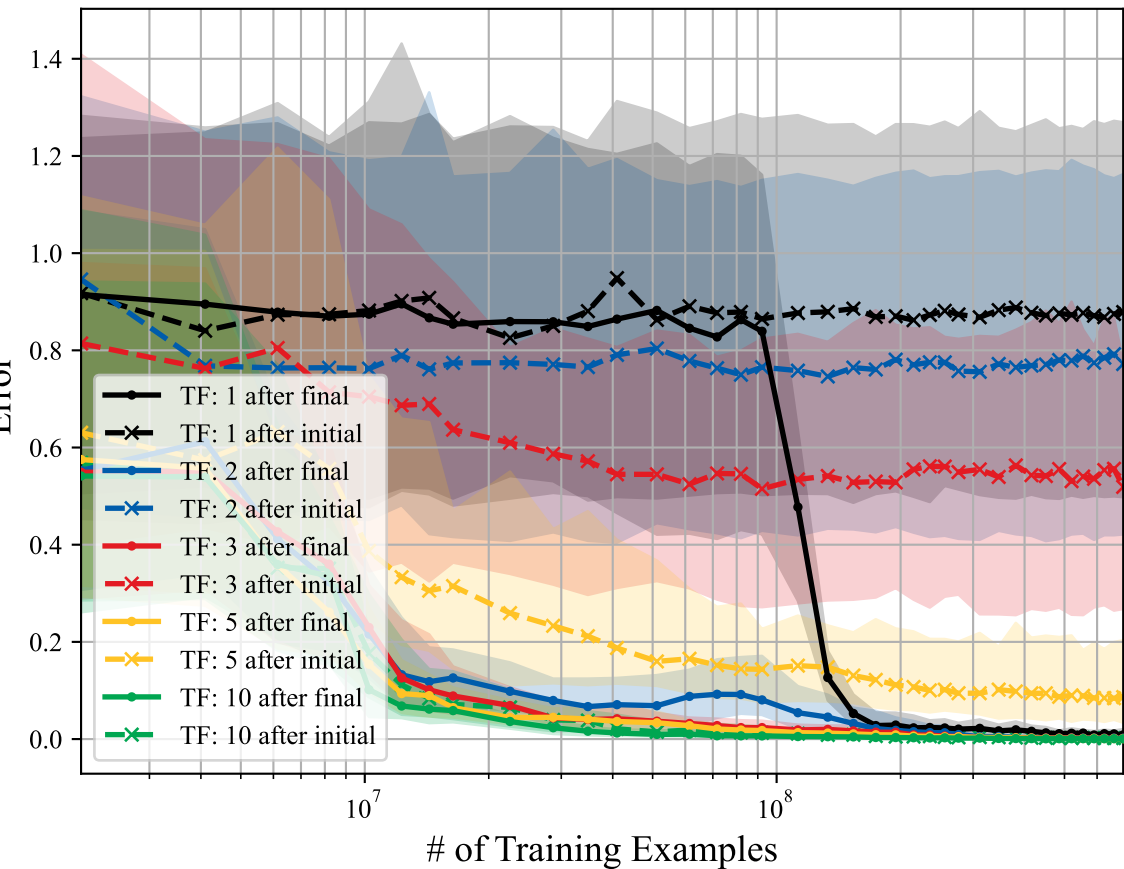 1.4
1.2
1.0
0.8
0.6
0.4
0.2
0.0
Error
TF: 1 after final
TF: 1 after initial
TF: 2 after final
TF: 2 after initial
TF: 3 after final
TF: 3 after initial
TF: 5 after final
TF: 5 after initial
TF: 10 after final
TF: 10 after initial
10⁷
10⁸
# of Training Examples